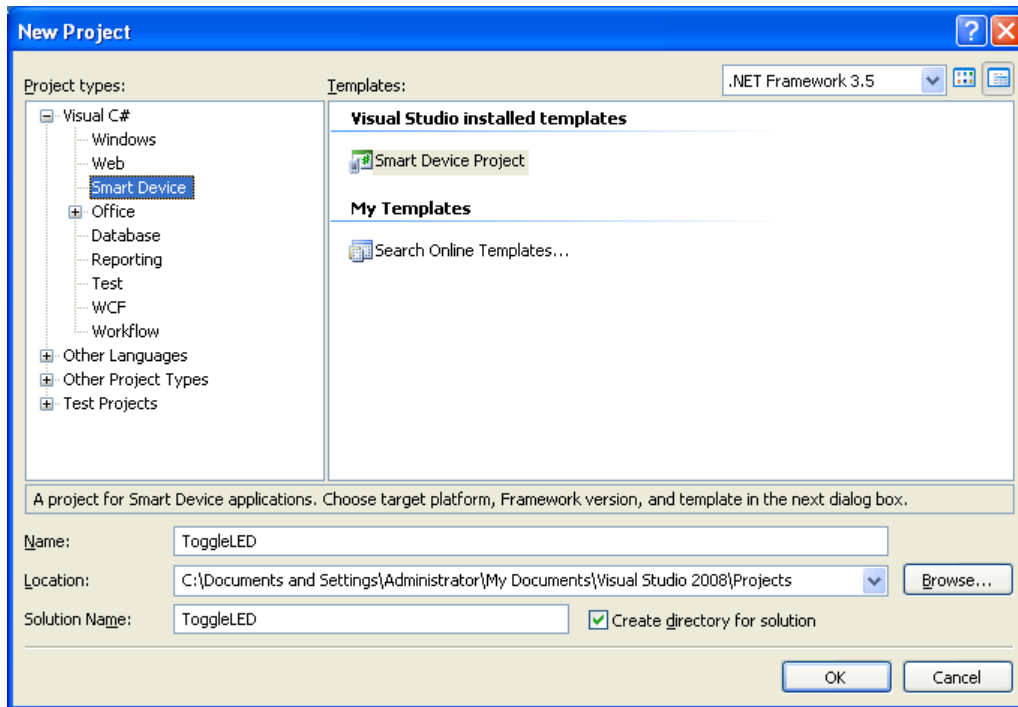 New Project
Project types:
Templates:
.NET Framework 3.5
Visual C#
Windows
Web
Smart Device
Office
Database
Reporting
Test
WCF
Workflow
Other Languages
Other Project Types
Test Projects
Visual Studio installed templates
Smart Device Project
My Templates
Search Online Templates...
A project for Smart Device applications. Choose target platform, Framework version, and template in the next dialog box.
Name:
ToggleLED
Location:
C:\Documents and Settings\Administrator\My Documents\Visual Studio 2008\Projects
Browse...
Solution Name:
ToggleLED
Create directory for solution
OK
Cancel